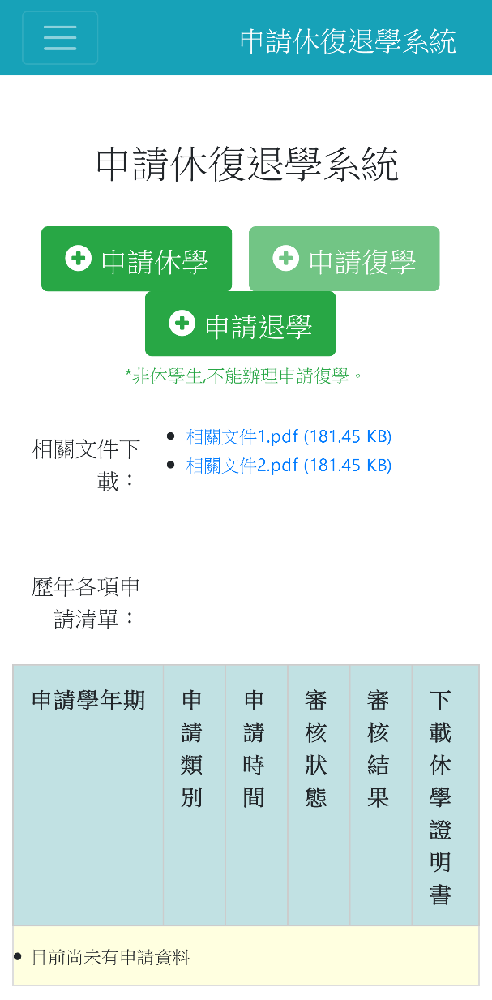 申請休復退學系統
申請休復退學系統
申請休學
申請復學
申請退學
*非休學生,不能辦理申請復學。
相關文件下
載：
相關文件1.pdf (181.45 KB)
相關文件2.pdf (181.45 KB)
歷年各項申
請清單：
申請學年期
申
請
類
別
申
請
時
間
審
核
狀
態
審
核
結
果
下
載
休
學
證
明
書
目前尚未有申請資料